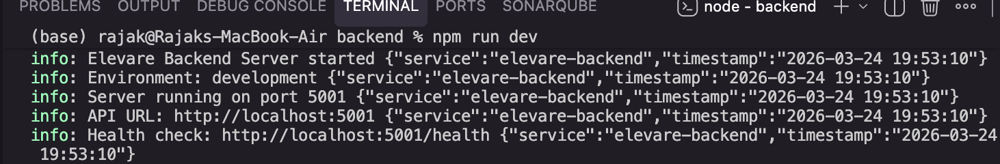 PROBLEMS OUTPUT DEBUG CONSOLE TERMINAL PORTS SONARQUBE node - backend
(base) rajak@Rajaks-MacBook-Air backend % npm run dev
info: Elevare Backend Server started {"service":"elevare-backend","timestamp":"2026-03-24 19:53:10"}
info: Environment: development {"service":"elevare-backend","timestamp":"2026-03-24 19:53:10"}
info: Server running on port 5001 {"service":"elevare-backend","timestamp":"2026-03-24 19:53:10"}
info: API URL: http://localhost:5001 {"service":"elevare-backend","timestamp":"2026-03-24 19:53:10"}
info: Health check: http://localhost:5001/health {"service":"elevare-backend","timestamp":"2026-03-24
19:53:10"}